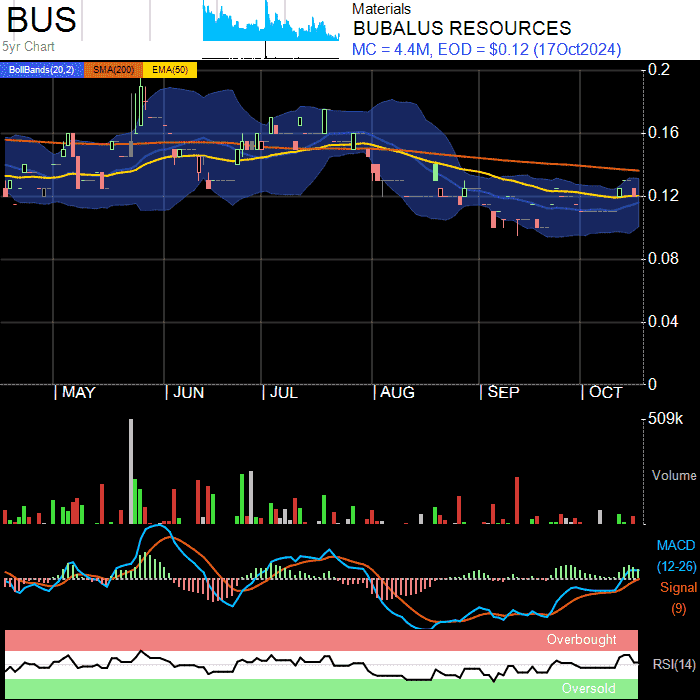 BUS
Materials
BUBALUS RESOURCES
5yr Chart
MC = 4.4M, EOD = $0.12 (17Oct2024)
BollBands(20,2) SMA(200) EMA(50)
0.2
0.16
0.12
0.08
0.04
0
MAY JUN JUL AUG SEP OCT
509k
Volume
MACD
(12-26)
Signal
(9)
Overbought
RSI(14)
Oversold